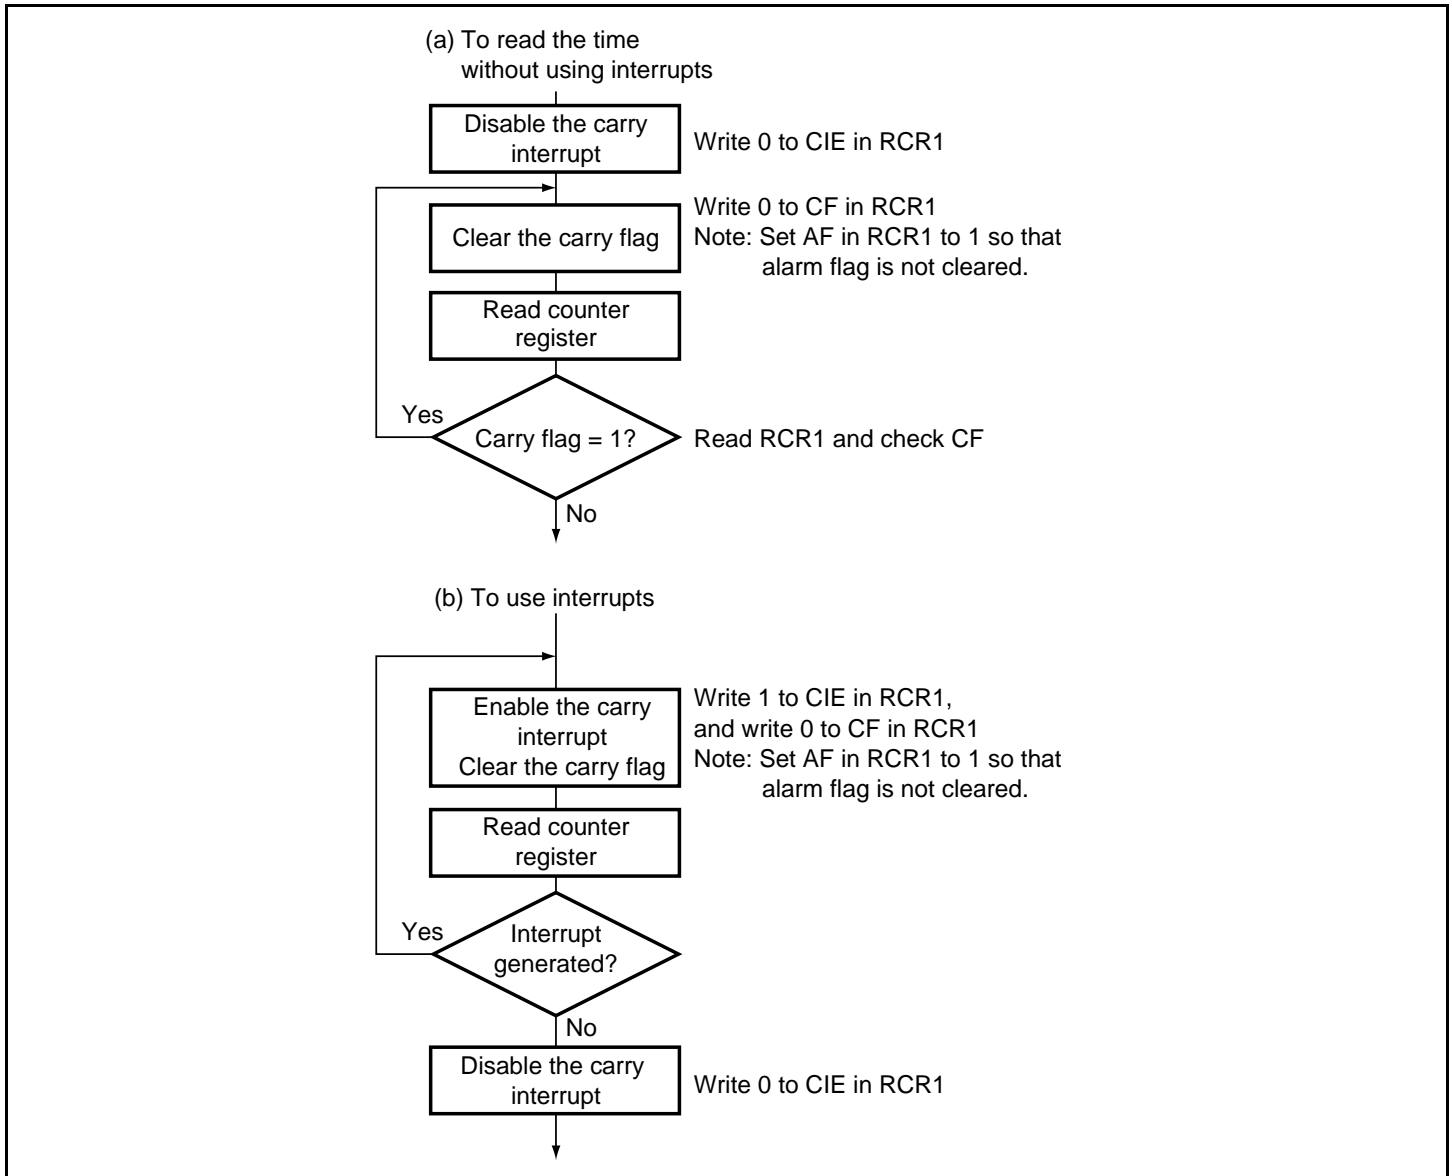 (a) To read the time
without using interrupts
Disable the carry
interrupt
Write 0 to CIE in RCR1
Clear the carry flag
Write 0 to CF in RCR1
Note: Set AF in RCR1 to 1 so that
alarm flag is not cleared.
Read counter
register
Yes
Carry flag = 1?
Read RCR1 and check CF
No
(b) To use interrupts
Enable the carry
interrupt
Clear the carry flag
Write 1 to CIE in RCR1,
and write 0 to CF in RCR1
Note: Set AF in RCR1 to 1 so that
alarm flag is not cleared.
Read counter
register
Yes
Interrupt
generated?
No
Disable the carry
interrupt
Write 0 to CIE in RCR1